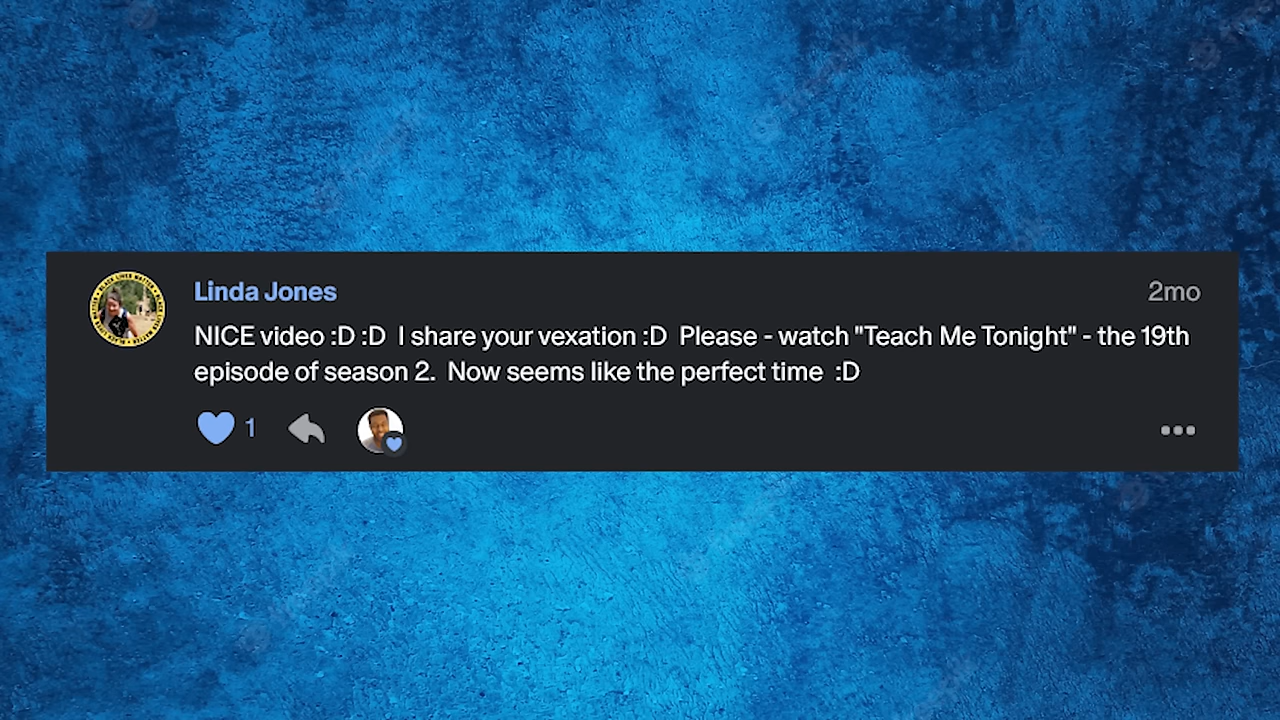 Linda Jones 2mo
NICE video :D :D  I share your vexation :D  Please - watch "Teach Me Tonight" - the 19th
episode of season 2.  Now seems like the perfect time  :D
1